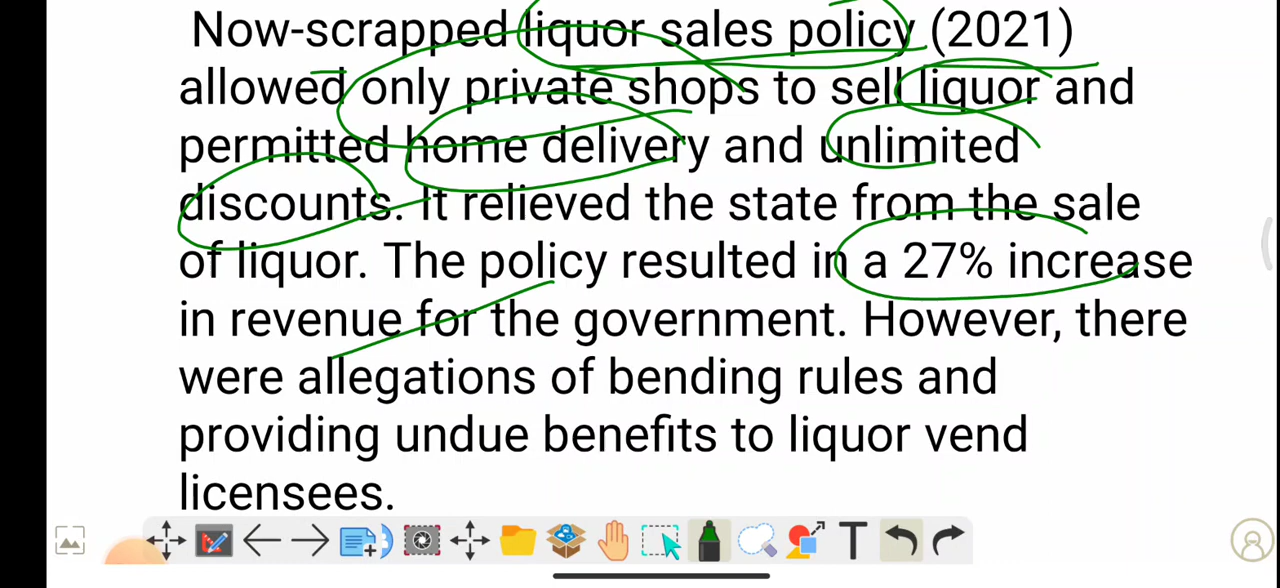 Now-scrapped liquor sales policy (2021)
allowed only private shops to sell liquor and
permitted home delivery and unlimited
discounts. It relieved the state from the sale
of liquor. The policy resulted in a 27% increase
in revenue for the government. However, there
were allegations of bending rules and
providing undue benefits to liquor vend
licensees.
T